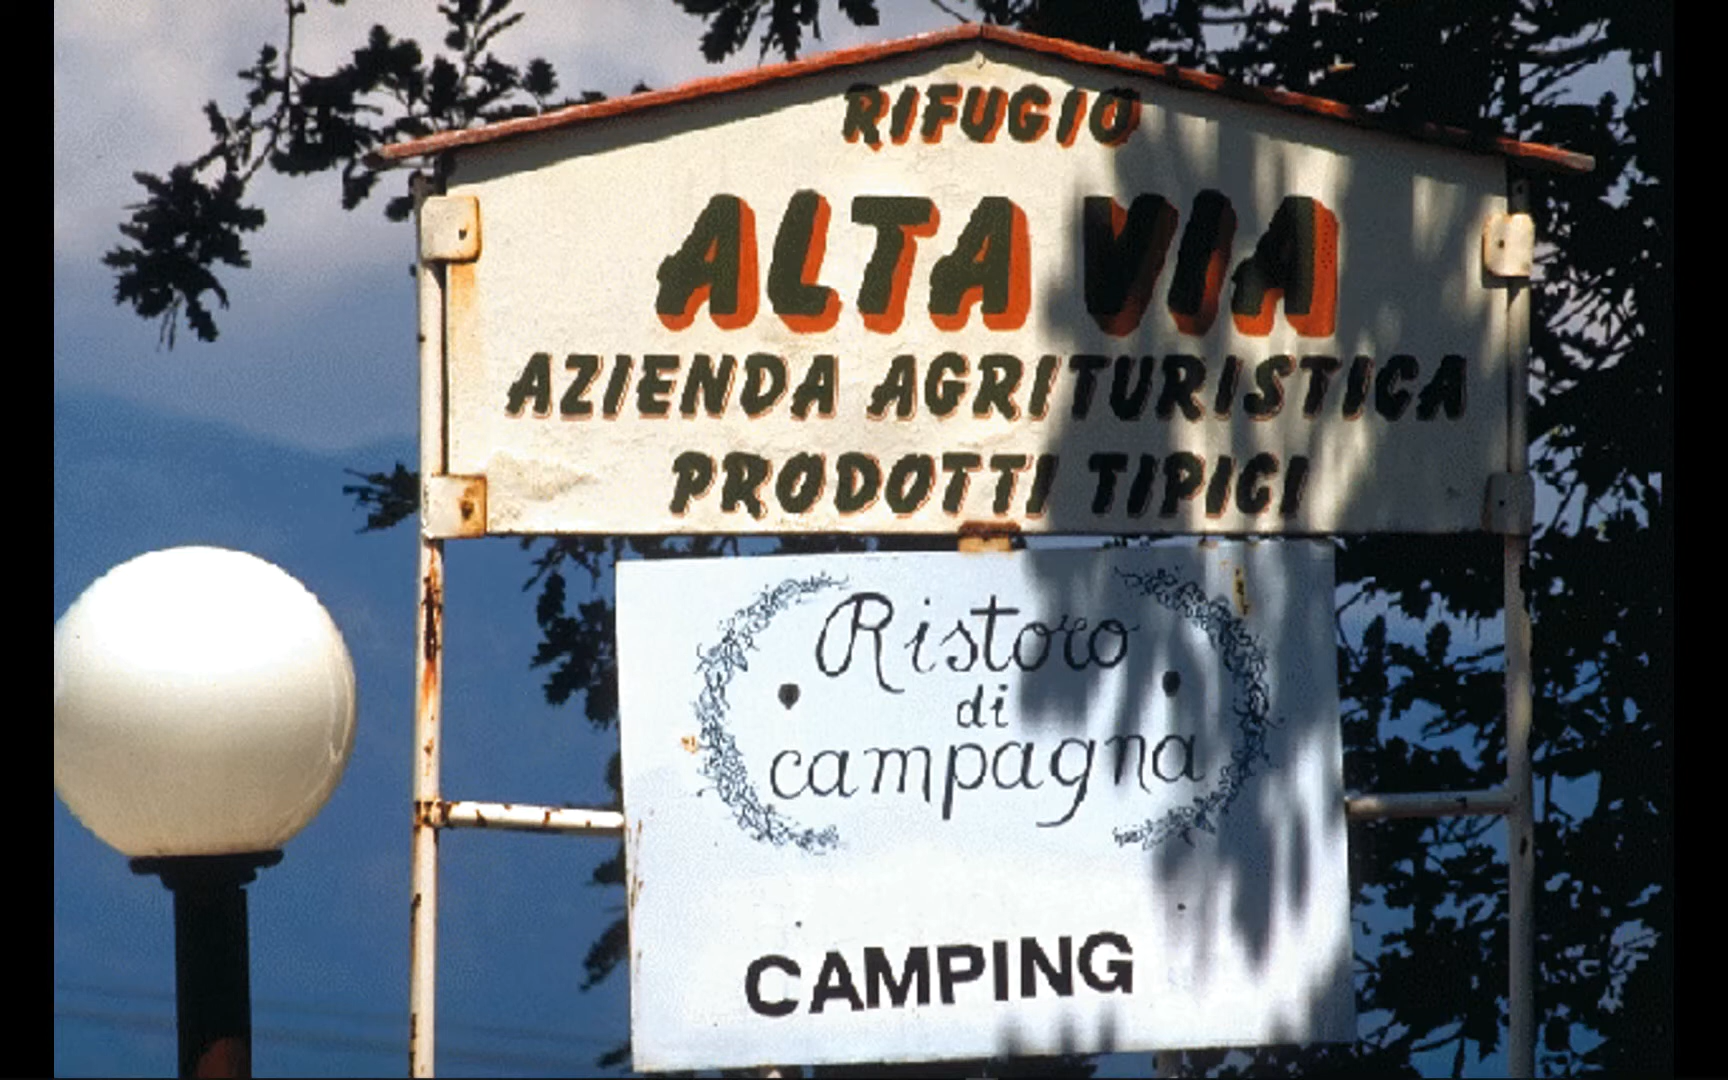 RIFUGIO
ALTA VIA
AZIENDA AGRITURISTICA
PRODOTTI TIPICI
Ristoro
di
campagna
CAMPING